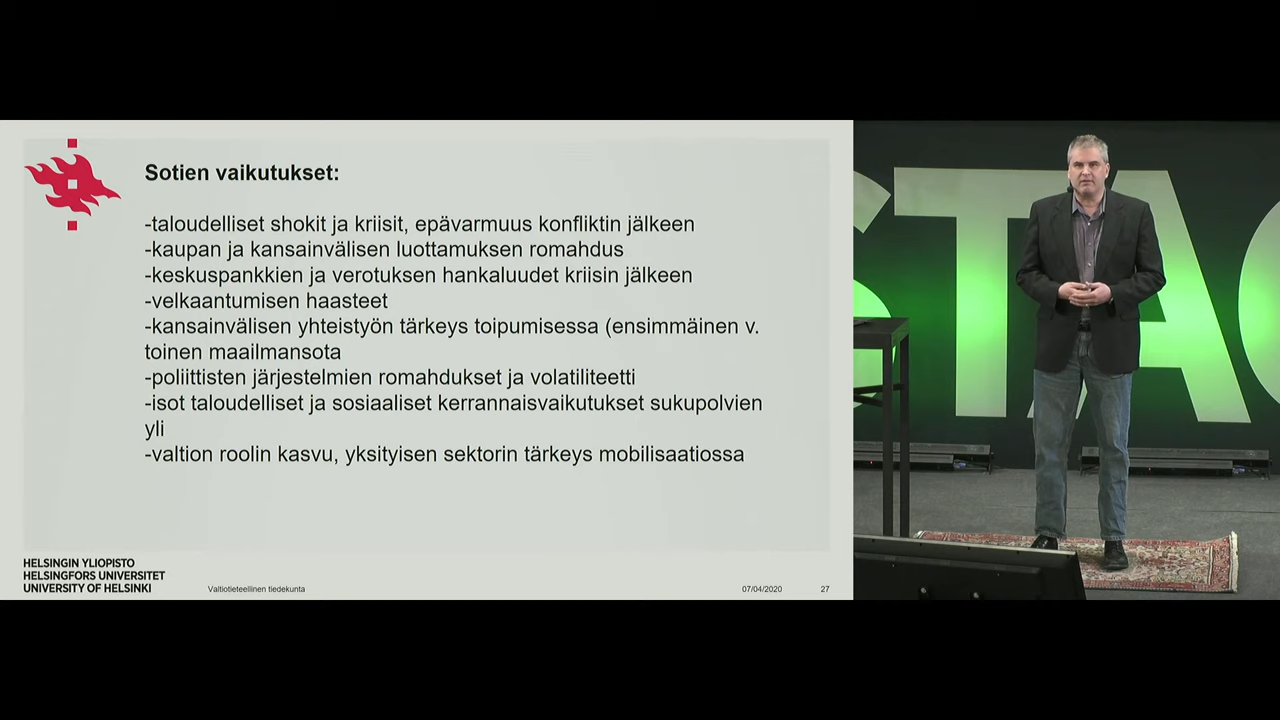 Sotien vaikutukset:
-taloudelliset shokit ja kriisit, epävarmuus konfliktin jälkeen
-kaupan ja kansainvälisen luottamuksen romahdus
-keskuspankkien ja verotuksen hankaluudet kriisin jälkeen
-velkaantumisen haasteet
-kansainvälisen yhteistyön tärkeys toipumisessa (ensimmäinen v.
toinen maailmansota
-poliittisten järjestelmien romahdukset ja volatiliteetti
-isot taloudelliset ja sosiaaliset kerrannaisvaikutukset sukupolvien
yli
-valtion roolin kasvu, yksityisen sektorin tärkeys mobilisaatiossa
HELSINGIN YLIOPISTO
HELSINGFORS UNIVERSITET
UNIVERSITY OF HELSINKI
Valtiotieteellinen tiedekunta
07/04/2020
27
STA